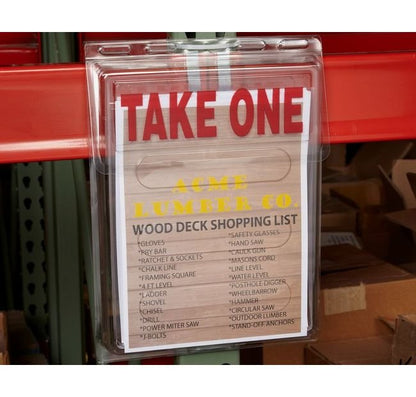 TAKE ONE
ACME
LUMBER CO.
WOOD DECK SHOPPING LIST
*GLOVES
*PRY BAR
*RATCHET & SOCKETS
*CHALK LINE
*FRAMING SQUARE
*4 FT LEVEL
*LADDER
*SHOVEL
*CHISEL
*DRILL
*POWER MITER SAW
*J-BOLTS
*SAFETY GLASSES
*HAND SAW
*CAULK GUN
*MASONS CORD
*LINE LEVEL
*WATER LEVEL
*POSTHOLE-DIGGER
*WHEELBARROW
*HAMMER
*CIRCULAR SAW
*OUTDOOR LUMBER
*STAND-OFF ANCHORS